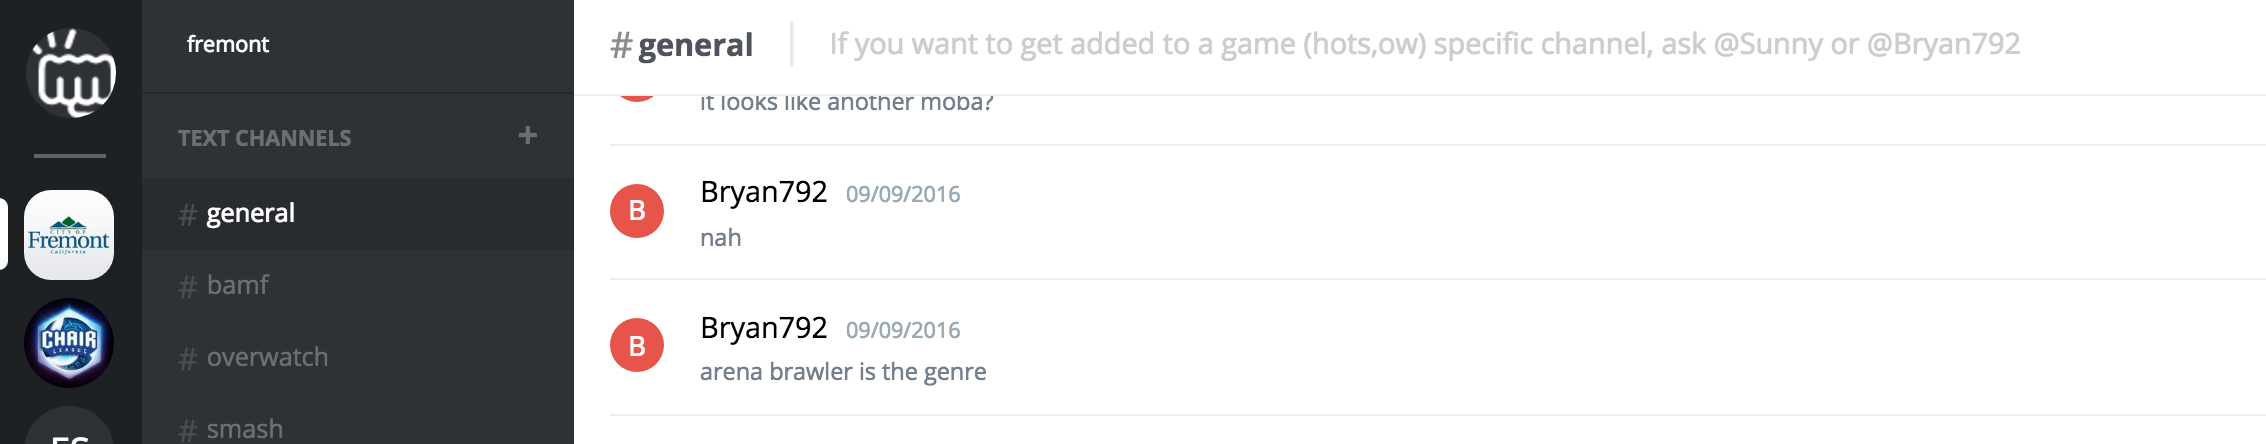 fremont
TEXT CHANNELS +
# general
# bamf
# overwatch
# smash
CITY OF
Fremont
California
CHAIR
LEAGUE
#general
If you want to get added to a game (hots,ow) specific channel, ask @Sunny or @Bryan792
it looks like another moba?
B
Bryan792 09/09/2016
nah
B
Bryan792 09/09/2016
arena brawler is the genre